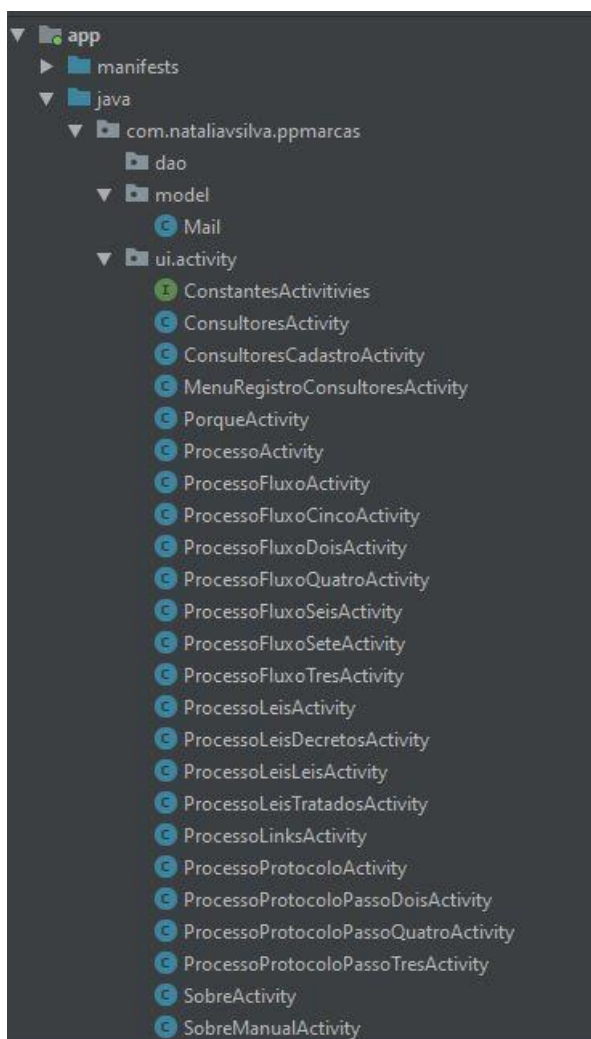 app
manifests
java
com.nataliavsilva.ppmarcas
dao
model
C Mail
ui.activity
I ConstantesActivitivies
C ConsultoresActivity
C ConsultoresCadastroActivity
C MenuRegistroConsultoresActivity
C PorqueActivity
C ProcessoActivity
C ProcessoFluxoActivity
C ProcessoFluxoCincoActivity
C ProcessoFluxoDoisActivity
C ProcessoFluxoQuatroActivity
C ProcessoFluxoSeisActivity
C ProcessoFluxoSeteActivity
C ProcessoFluxoTresActivity
C ProcessoLeisActivity
C ProcessoLeisDecretosActivity
C ProcessoLeisLeisActivity
C ProcessoLeisTratadosActivity
C ProcessoLinksActivity
C ProcessoProtocoloActivity
C ProcessoProtocoloPassoDoisActivity
C ProcessoProtocoloPassoQuatroActivity
C ProcessoProtocoloPassoTresActivity
C SobreActivity
C SobreManualActivity